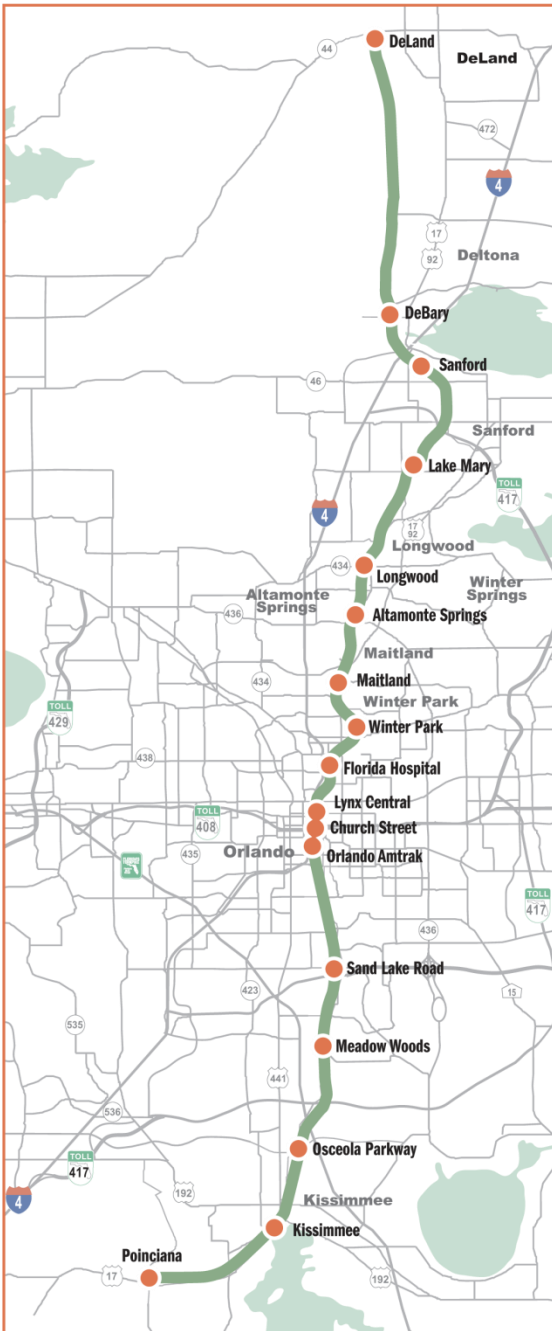 DeLand
DeLand
44
472
4
17
92
Deltona
DeBary
Sanford
46
Sanford
Lake Mary
TOLL
417
4
17
92
Longwood
434
Longwood
Winter
Springs
Altamonte
Springs
436
Altamonte Springs
Maitland
434
Maitland
Winter Park
TOLL
429
Winter Park
438
Florida Hospital
Lynx Central
TOLL
408
Church Street
435
Orlando
Orlando Amtrak
TOLL
417
436
Sand Lake Road
423
15
535
Meadow Woods
441
536
Osceola Parkway
TOLL
417
192
4
Kissimmee
Kissimmee
Poinciana
17
192